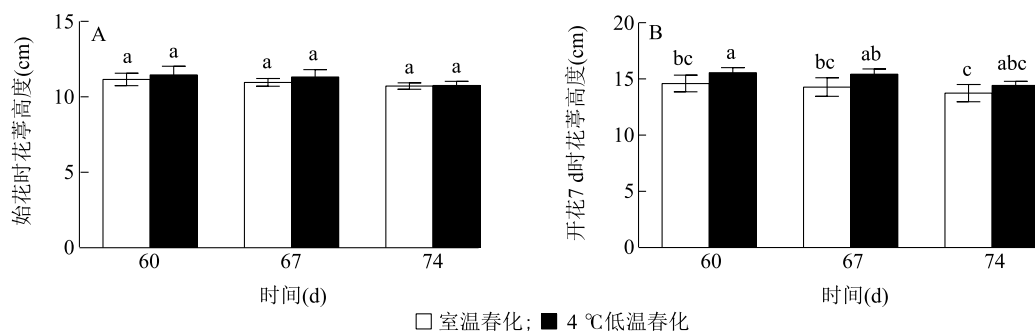 15
10
5
0
始花时花葶高度(cm)
A
a a a a a a
60 67 74
时间(d)
20
15
10
5
0
开花7 d时花葶高度(cm)
B
bc a bc ab c abc
60 67 74
时间(d)
室温春化; 4 ℃低温春化